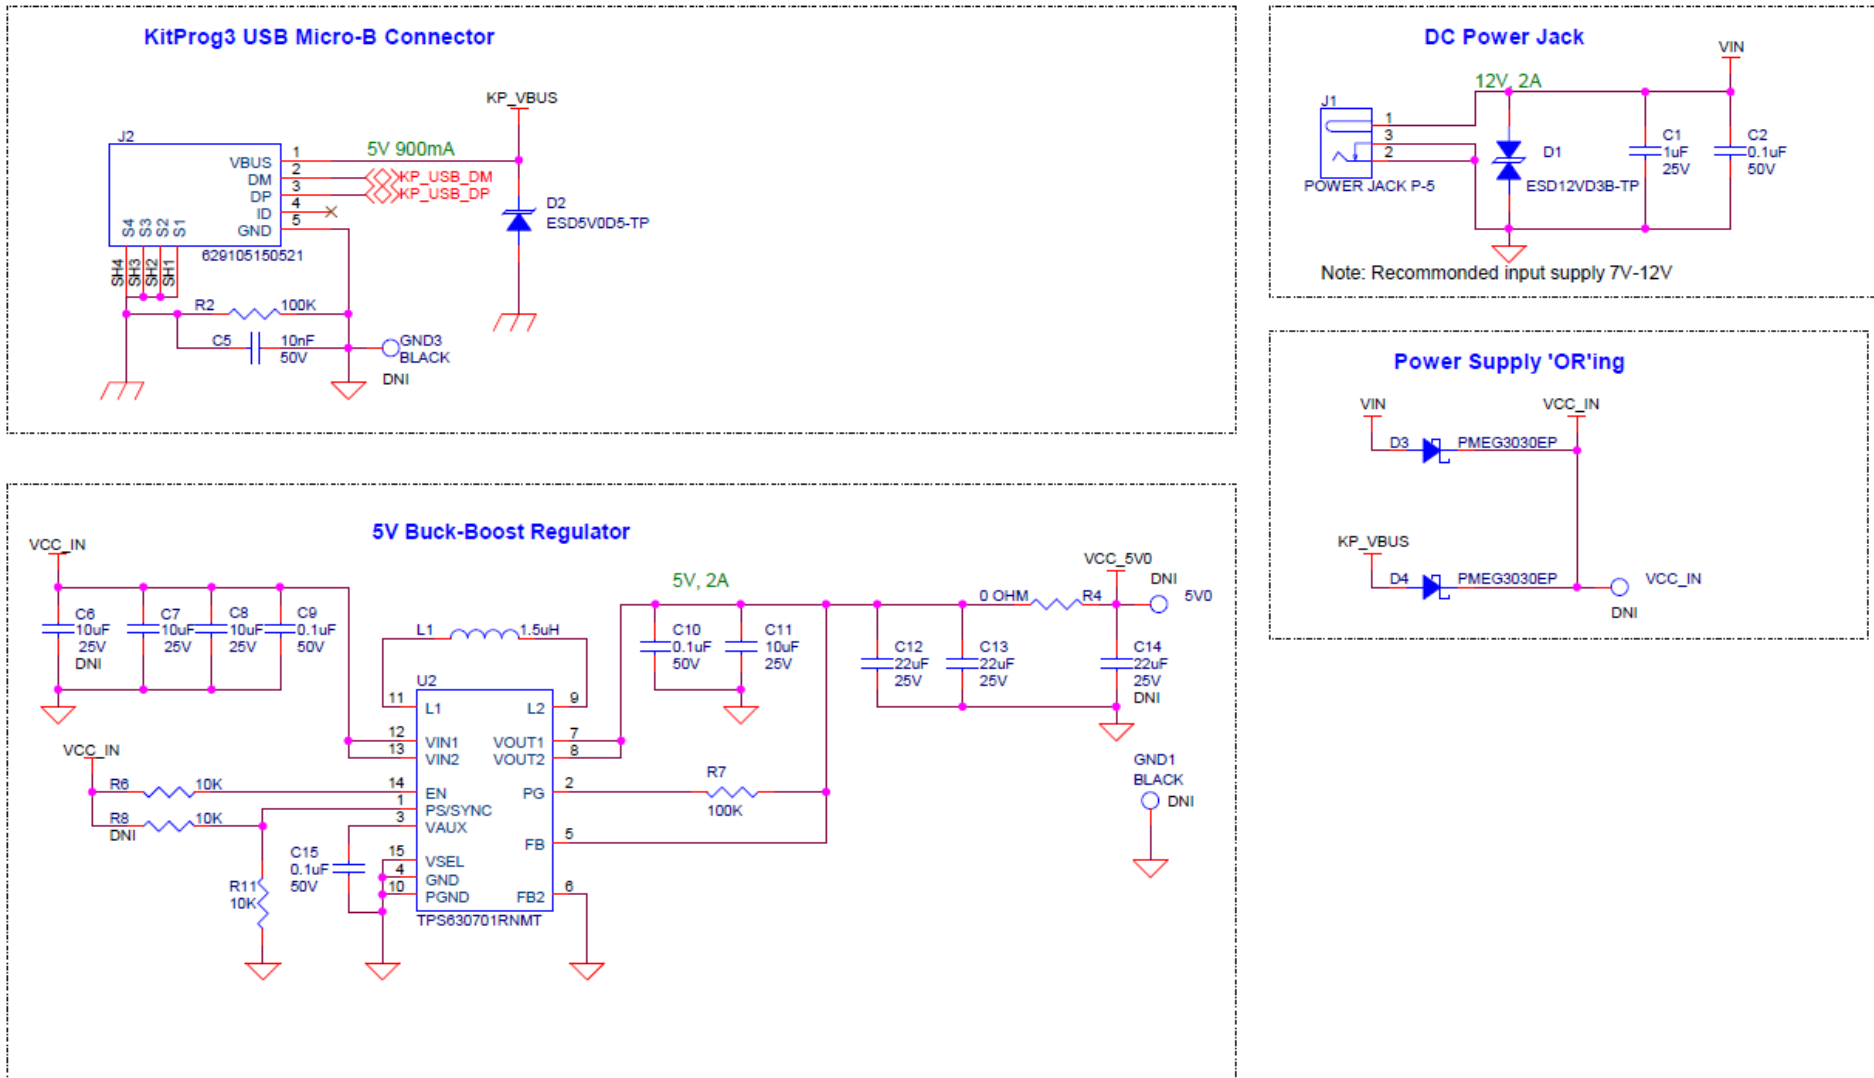 KitProg3 USB Micro-B Connector
KP_VBUS
J2
5V 900mA
VBUS 1
DM 2 KP_USB_DM
DP 3 KP_USB_DP
ID 4
GND 5
S4 S3 S2 S1
629105150521
SH4 SH3 SH2 SH1
D2
ESD5V0D5-TP
R2 100K
C5 10nF
50V
GND3
BLACK
DNI
DC Power Jack
VIN
12V, 2A
J1
1
3
2
POWER JACK P-5
D1
ESD12VD3B-TP
C1
1uF
25V
C2
0.1uF
50V
Note: Recommonded input supply 7V-12V
Power Supply 'OR'ing
VIN VCC_IN
D3 PMEG3030EP
KP_VBUS
D4 PMEG3030EP
VCC_IN
DNI
5V Buck-Boost Regulator
VCC_IN
C6
10uF
25V
DNI
C7
10uF
25V
C8
10uF
25V
C9
0.1uF
50V
L1 1.5uH
5V, 2A
C10
0.1uF
50V
C11
10uF
25V
C12
22uF
25V
C13
22uF
25V
0 OHM R4
VCC_5V0
DNI
5V0
C14
22uF
25V
DNI
U2
11 L1 L2 9
12 VIN1 VOUT1 7
13 VIN2 VOUT2 8
14 EN PG 2
1 PS/SYNC
3 VAUX
FB 5
15 VSEL
4 GND
10 PGND FB2 6
TPS630701RNMT
VCC_IN
R6 10K
R8 10K
DNI
R11
10K
C15
0.1uF
50V
R7
100K
GND1
BLACK
DNI